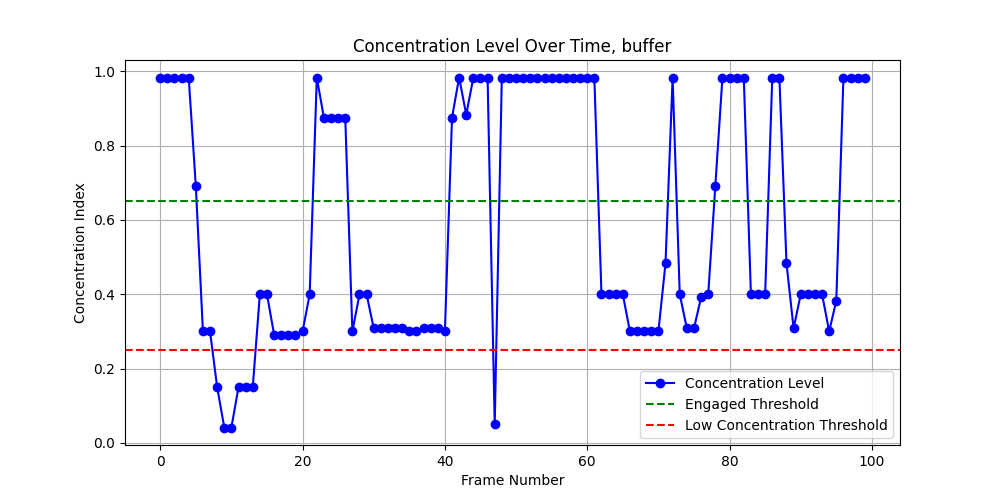 Concentration Level Over Time, buffer
Concentration Index
1.0
0.8
0.6
0.4
0.2
0.0
0
20
40
60
80
100
Frame Number
Concentration Level
Engaged Threshold
Low Concentration Threshold